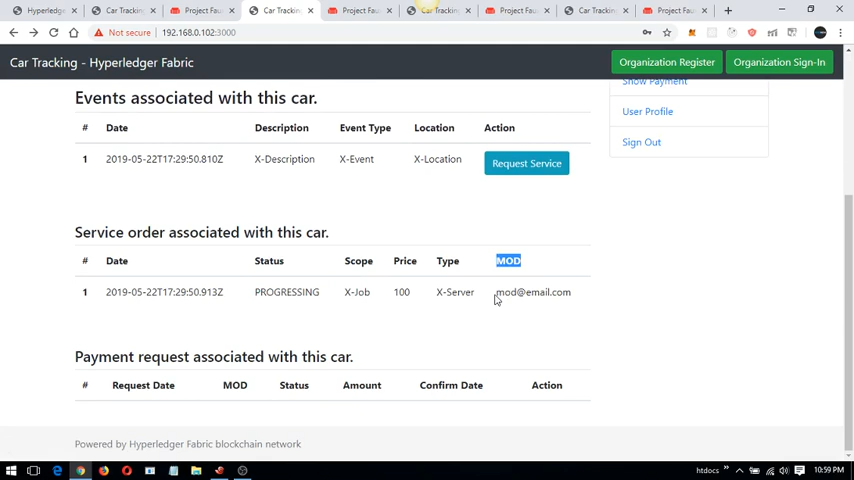 Hyperledge
Car Tracking
Project Fau
Car Tracking
Project Fau
Car Tracking
Project Fau
Car Tracking
Project Fau
Not secure 192.168.0.102:3000
Car Tracking - Hyperledger Fabric
Organization Register
Organization Sign-In
Show Payment
User Profile
Sign Out
Events associated with this car.
# Date Description Event Type Location Action
1 2019-05-22T17:29:50.810Z X-Description X-Event X-Location Request Service
Service order associated with this car.
# Date Status Scope Price Type MOD
1 2019-05-22T17:29:50.913Z PROGRESSING X-Job 100 X-Server mod@email.com
Payment request associated with this car.
# Request Date MOD Status Amount Confirm Date Action
Powered by Hyperledger Fabric blockchain network
htdocs
10:59 PM